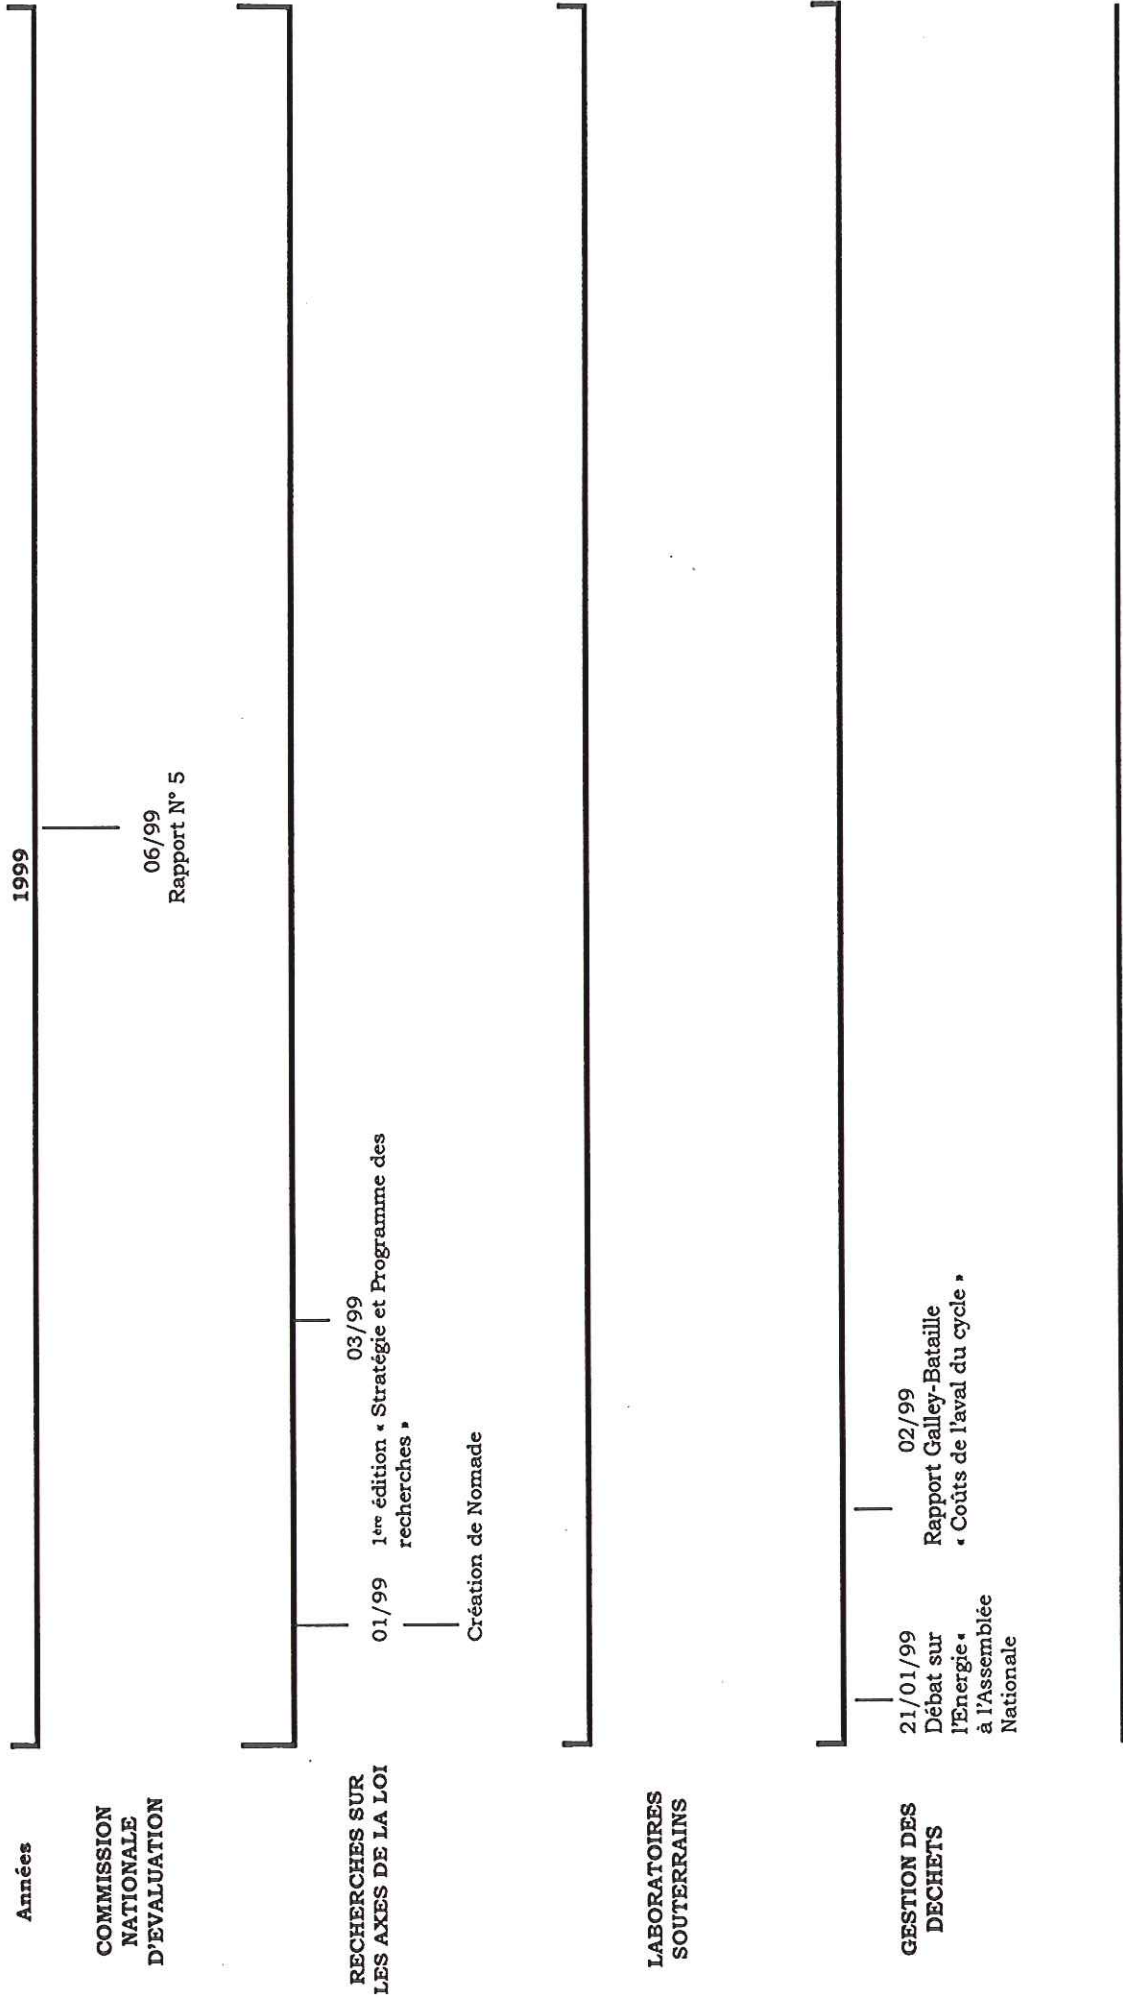 Années
1999
COMMISSION
NATIONALE
D'EVALUATION
06/99
Rapport N° 5
RECHERCHES SUR
LES AXES DE LA LOI
01/99
Création de Nomade
03/99
1ère édition « Stratégie et Programme des
recherches »
LABORATOIRES
SOUTERRAINS
GESTION DES
DECHETS
21/01/99
Débat sur
l'Energie «
à l'Assemblée
Nationale
02/99
Rapport Galley-Bataille
« Coûts de l'aval du cycle »